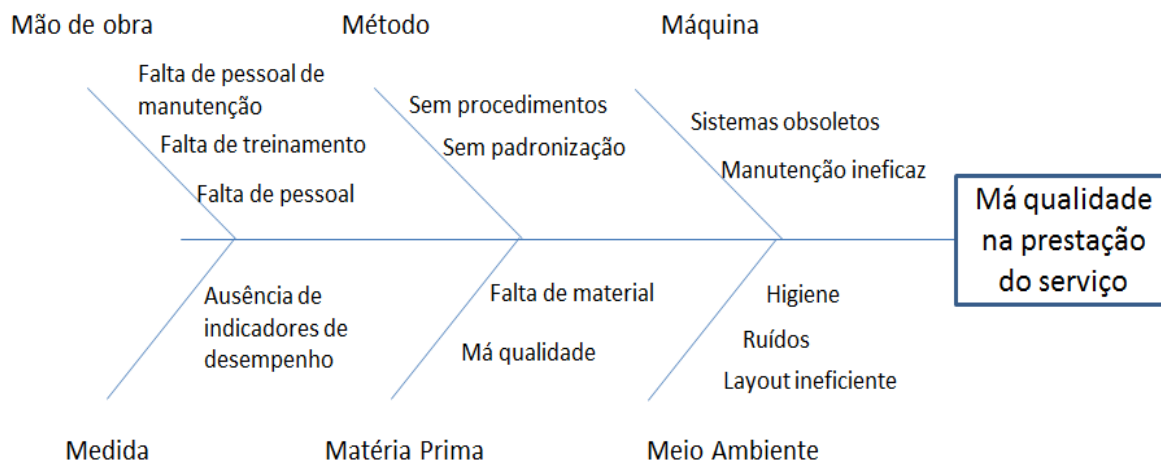 Mão de obra
Método
Máquina
Falta de pessoal de
manutenção
Falta de treinamento
Falta de pessoal
Sem procedimentos
Sem padronização
Sistemas obsoletos
Manutenção ineficaz
Má qualidade
na prestação
do serviço
Ausência de
indicadores de
desempenho
Falta de material
Má qualidade
Higiene
Ruídos
Layout ineficiente
Medida
Matéria Prima
Meio Ambiente